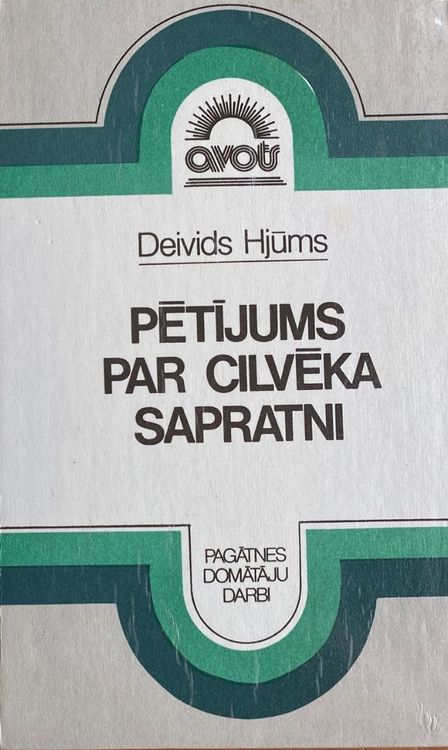 avots
Deivids Hjūms
PĒTĪJUMS
PAR CILVĒKA
SAPRATNI
PAGĀTNES
DOMĀTĀJU
DARBI